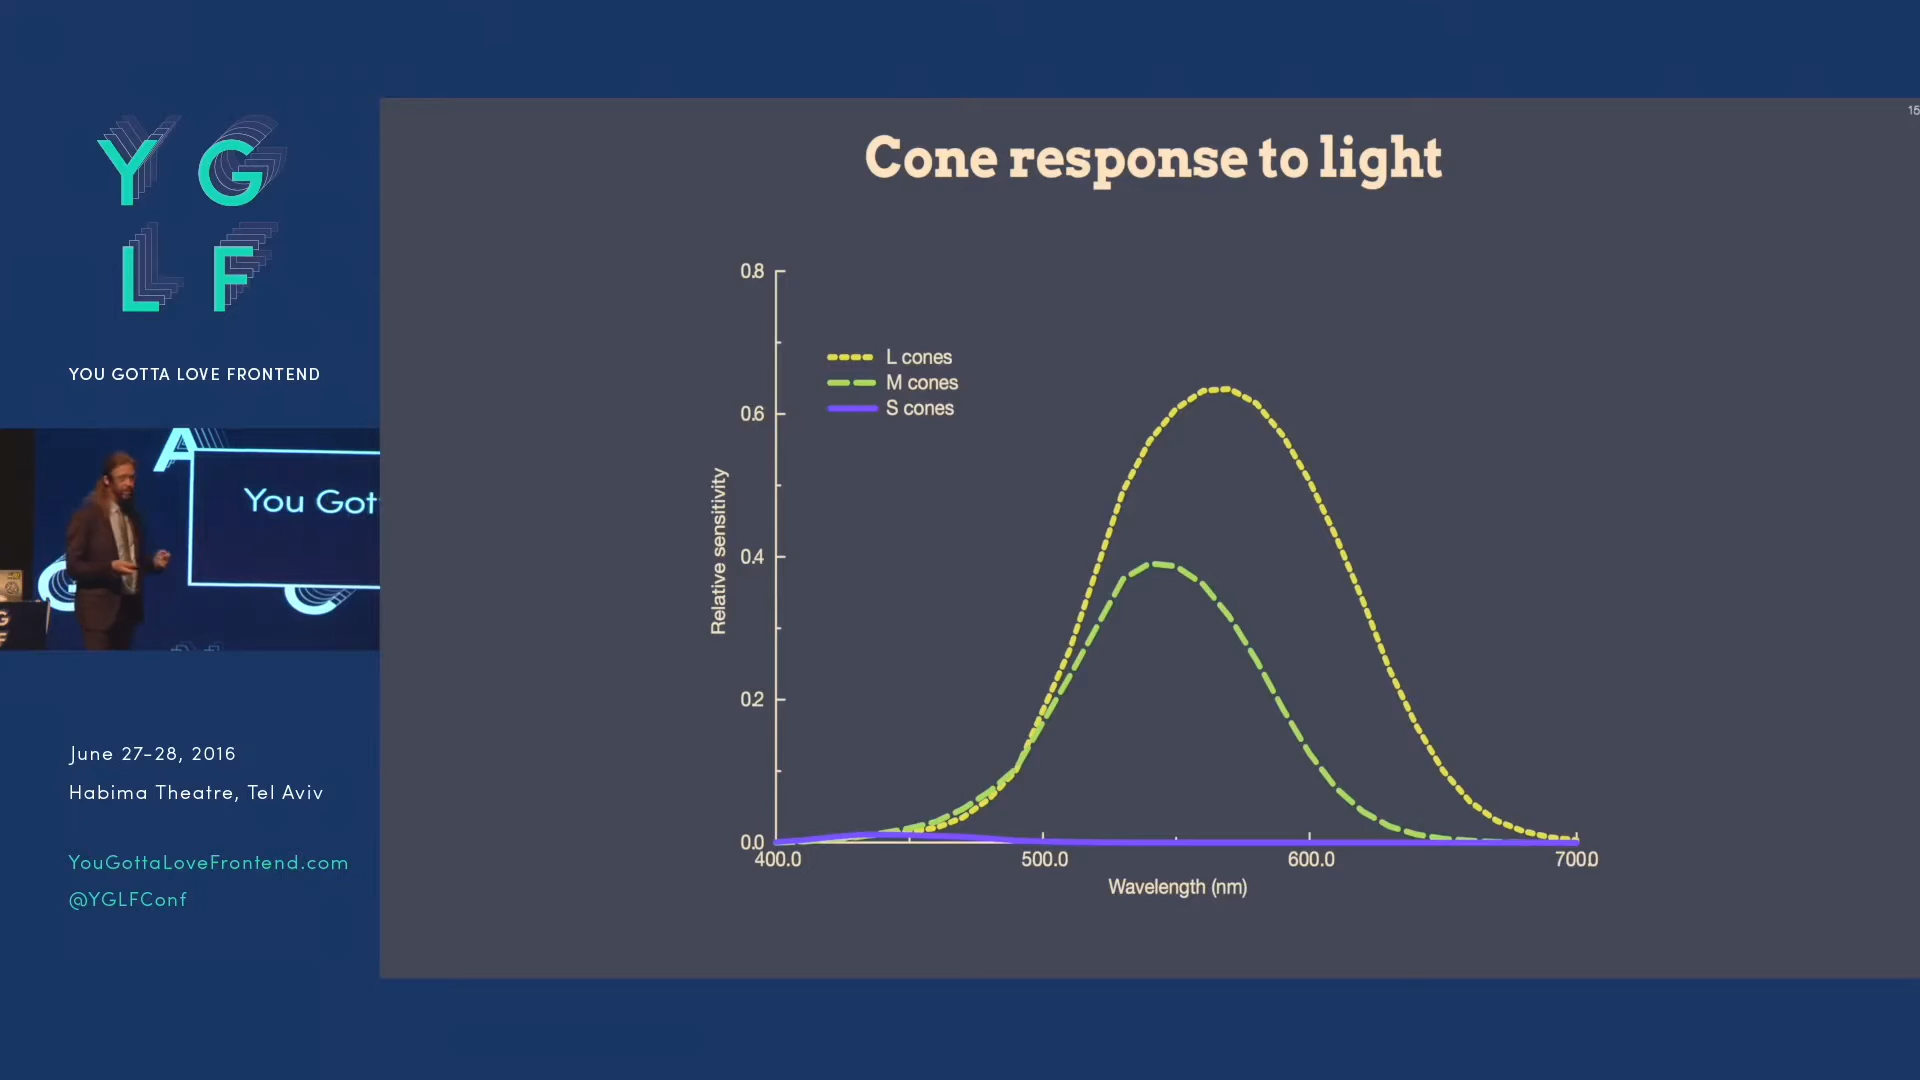 Y G
L F
YOU GOTTA LOVE FRONTEND
A
You Got
G
June 27-28, 2016
Habima Theatre, Tel Aviv
YouGottaLoveFrontend.com
@YGLFConf
15
Cone response to light
0.8
0.6
0.4
0.2
0.0
Relative sensitivity
L cones
M cones
S cones
400.0 500.0 600.0 700.0
Wavelength (nm)